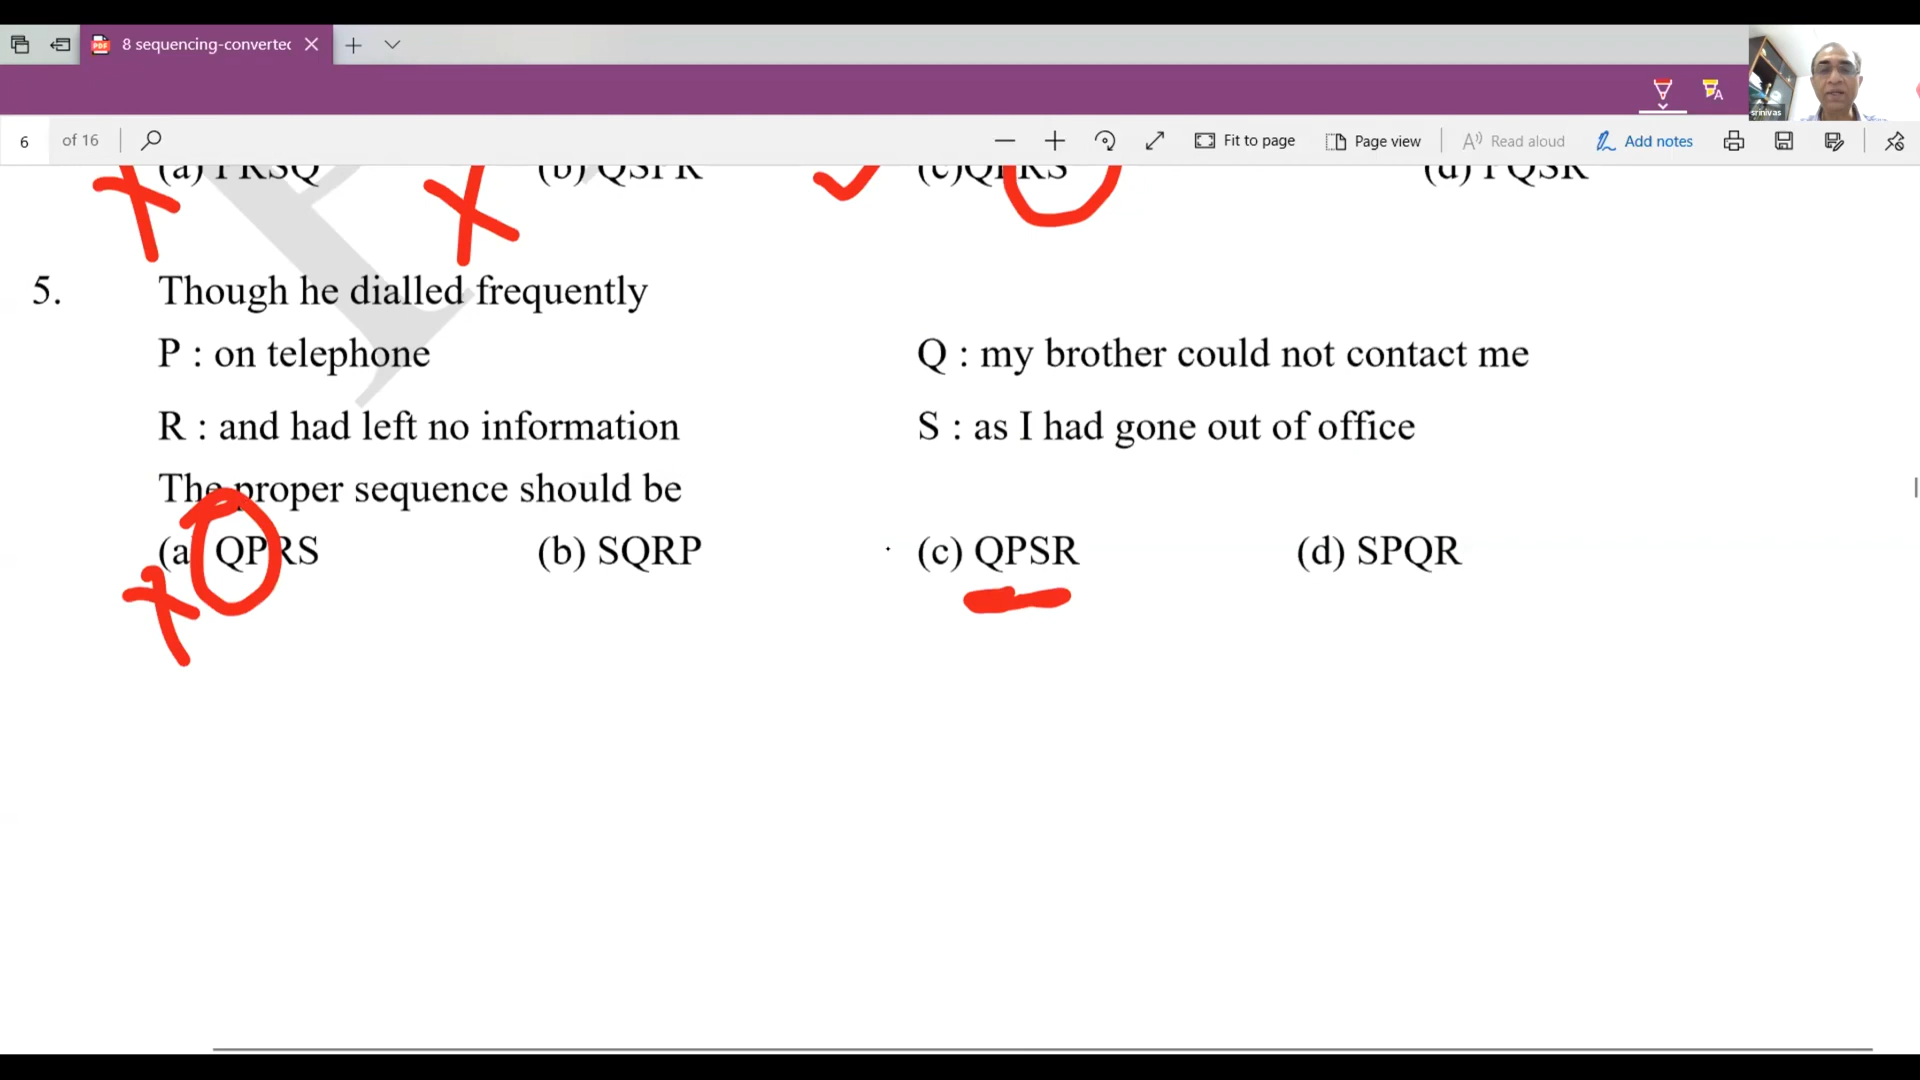 8 sequencing-convertec
srinivas
6 of 16 Fit to page Page view Read aloud Add notes
5. Though he dialled frequently
P : on telephone Q : my brother could not contact me
R : and had left no information S : as I had gone out of office
The proper sequence should be
(a QPRS (b) SQRP (c) QPSR (d) SPQR